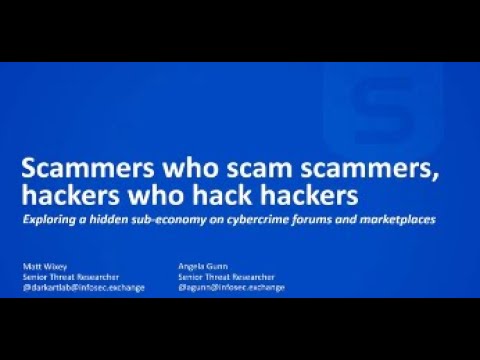 S
Scammers who scam scammers,
hackers who hack hackers
Exploring a hidden sub-economy on cybercrime forums and marketplaces
Matt Wixey
Senior Threat Researcher
@darkartlab@infosec.exchange
Angela Gunn
Senior Threat Researcher
@agunn@infosec.exchange